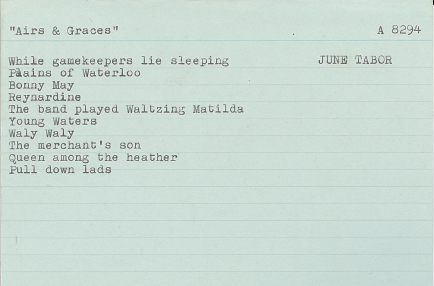 "Airs & Graces" A 8294
While gamekeepers lie sleeping JUNE TABOR
Plains of Waterloo
Bonny May
Reynardine
The band played Waltzing Matilda
Young Waters
Waly Waly
The merchant's son
Queen among the heather
Pull down lads